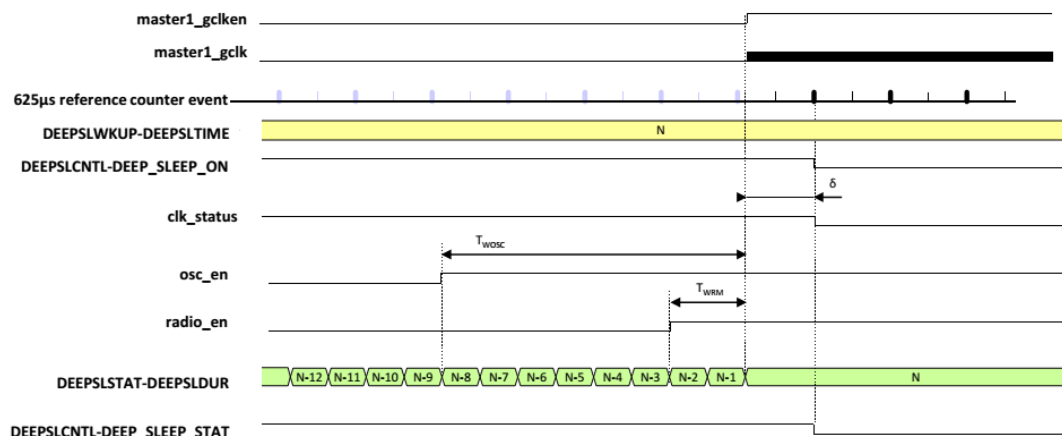 master1_gclken
master1_gclk
625µs reference counter event
DEEPSLWKUP-DEEPSLTIME
N
DEEPSLCNTL-DEEP_SLEEP_ON
δ
clk_status
TWOSC
osc_en
TWRM
radio_en
DEEPSLSTAT-DEEPSLDUR
N-12 N-11 N-10 N-9 N-8 N-7 N-6 N-5 N-4 N-3 N-2 N-1 N
DEEPSLCNTL-DEEP_SLEEP_STAT